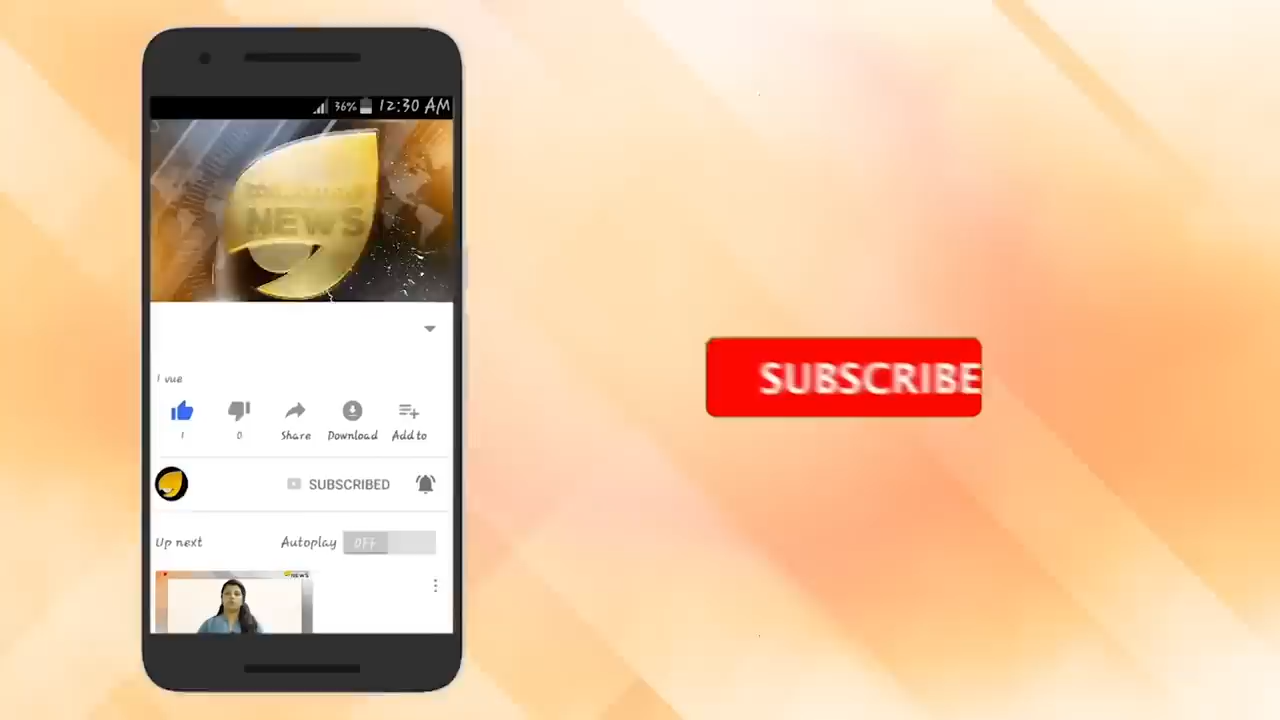 36% 12:30 AM
NEWS
1 vue
1 0 Share Download Add to
SUBSCRIBED
Up next Autoplay OFF
NEWS
SUBSCRIBE